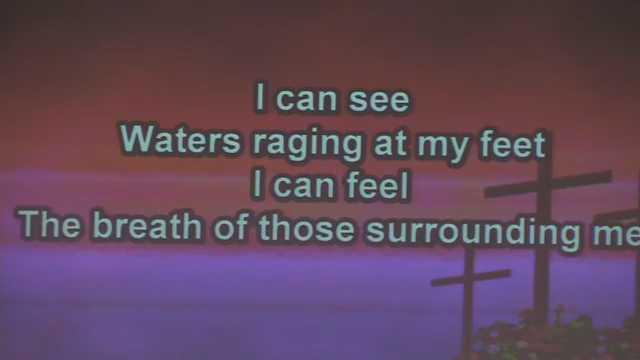 I can see
Waters raging at my feet
I can feel
The breath of those surrounding me